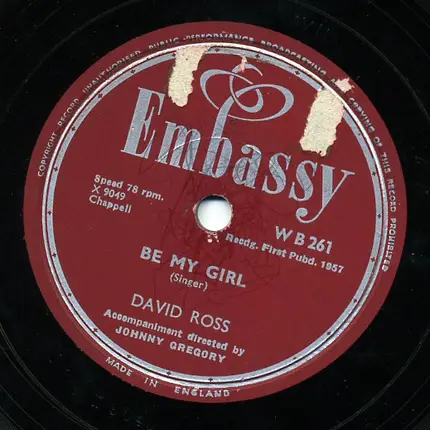 COPYRIGHT RECORD. UNAUTHORISED PUBLIC PERFORMANCE BROADCASTING AND COPYING OF THIS RECORD PROHIBITED
Embassy
Speed 78 rpm.
X 9049
Chappell
WB 261
Recdg. First Pubd. 1957
BE MY GIRL
(Singer)
DAVID ROSS
Accompaniment directed by
JOHNNY GREGORY
MADE IN ENGLAND